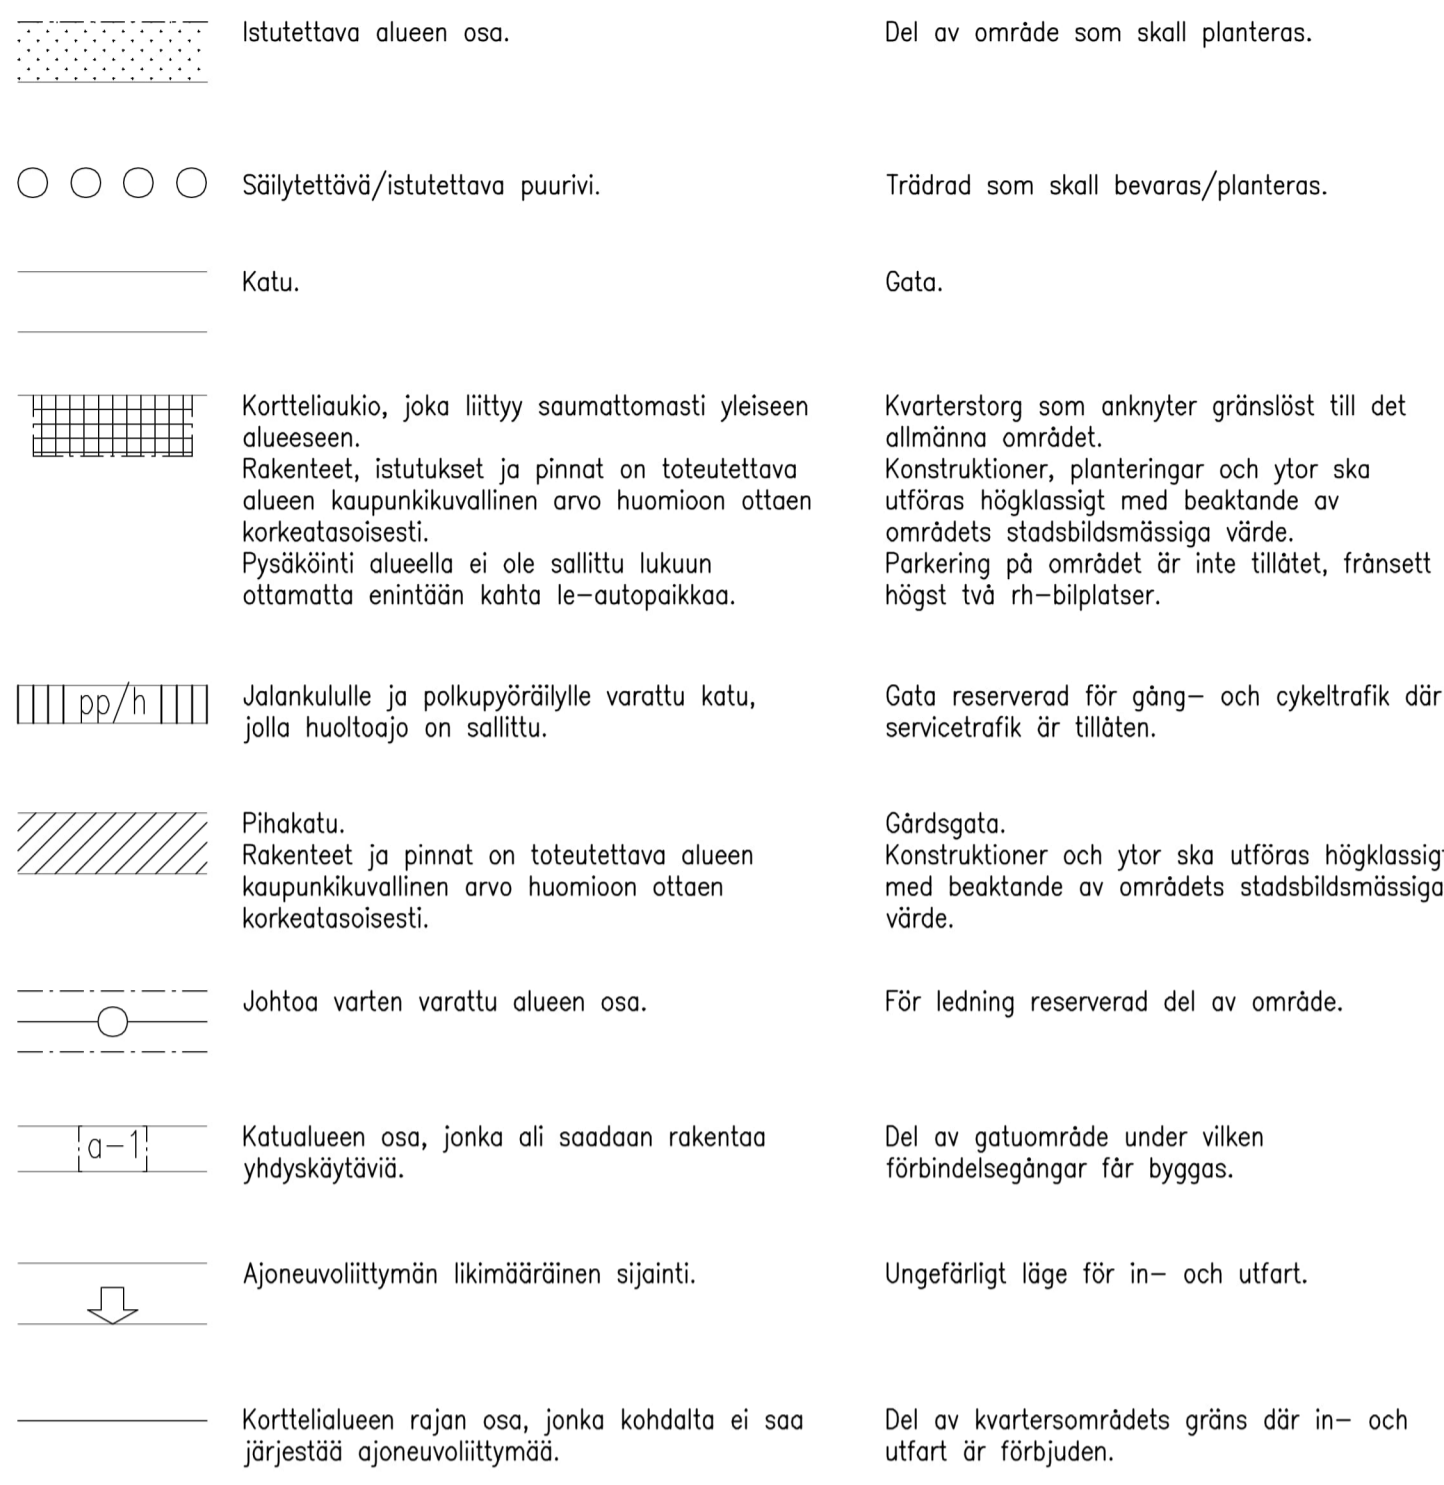 Istutettava alueen osa.
Del av område som skall planteras.
Säilytettävä/istutettava puurivi.
Trädrad som skall bevaras/planteras.
Katu.
Gata.
Kortteliaukio, joka liittyy saumattomasti yleiseen
alueeseen.
Rakenteet, istutukset ja pinnat on toteutettava
alueen kaupunkikuvallinen arvo huomioon ottaen
korkeatasoisesti.
Pysäköinti alueella ei ole sallittu lukuun
ottamatta enintään kahta le-autopaikkaa.
Kvarterstorg som anknyter gränslöst till det
allmänna området.
Konstruktioner, planteringar och ytor ska
utföras högklassigt med beaktande av
områdets stadsbildsmässiga värde.
Parkering på området är inte tillåtet, frånsett
högst två rh-bilplatser.
pp/h
Jalankululle ja polkupyöräilylle varattu katu,
jolla huoltoajo on sallittu.
Gata reserverad för gång- och cykeltrafik där
servicetrafik är tillåten.
Pihakatu.
Rakenteet ja pinnat on toteutettava alueen
kaupunkikuvallinen arvo huomioon ottaen
korkeatasoisesti.
Gårdsgata.
Konstruktioner och ytor ska utföras högklassigt
med beaktande av områdets stadsbildsmässiga
värde.
Johtoa varten varattu alueen osa.
För ledning reserverad del av område.
a-1
Katualueen osa, jonka ali saadaan rakentaa
yhdyskäytäviä.
Del av gatuområde under vilken
förbindelsegångar får byggas.
Ajoneuvoliittymän likimääräinen sijainti.
Ungefärligt läge för in- och utfart.
Korttelialueen rajan osa, jonka kohdalta ei saa
järjestää ajoneuvoliittymää.
Del av kvartersområdets gräns där in- och
utfart är förbjuden.